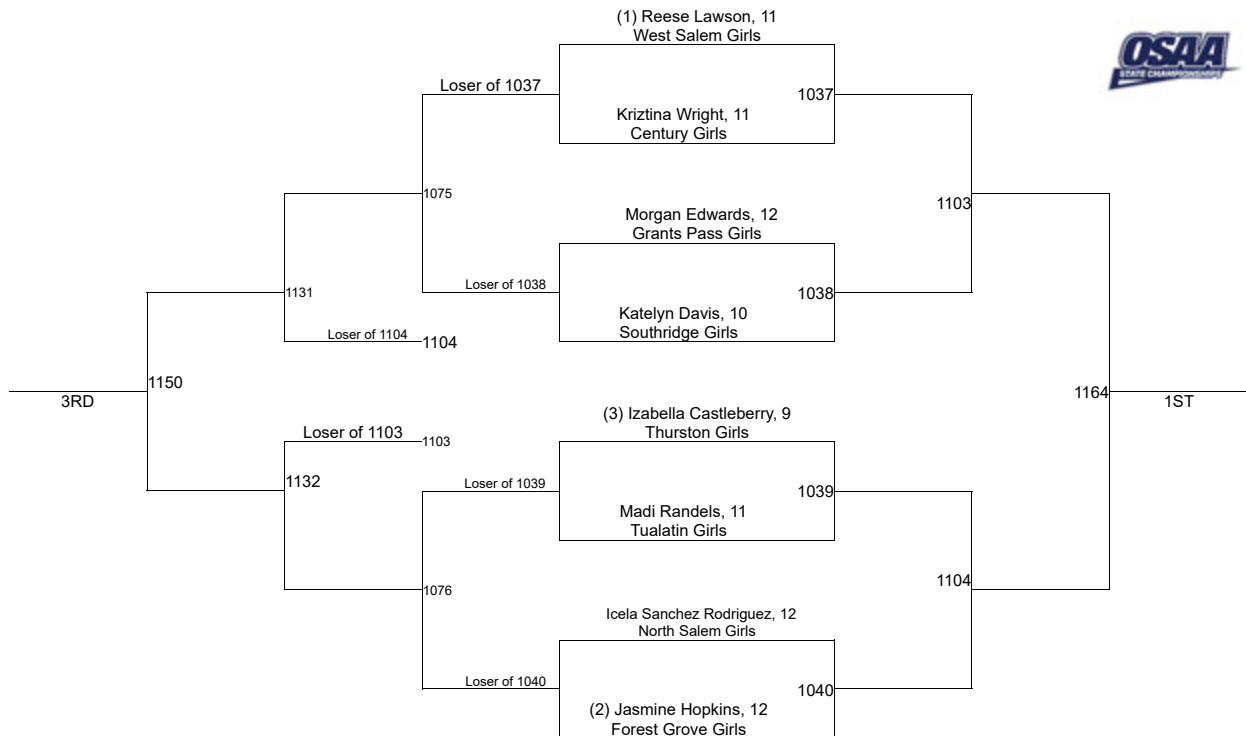 (1) Reese Lawson, 11
West Salem Girls
OSAA
STATE CHAMPIONSHIPS
Loser of 1037
1037
Kriztina Wright, 11
Century Girls
1075
1103
Morgan Edwards, 12
Grants Pass Girls
Loser of 1038
1038
1131
Katelyn Davis, 10
Southridge Girls
Loser of 1104
1104
1150
3RD
1164
1ST
(3) Izabella Castleberry, 9
Thurston Girls
Loser of 1103
1103
1132
Loser of 1039
1039
Madi Randels, 11
Tualatin Girls
1076
1104
Icela Sanchez Rodriguez, 12
North Salem Girls
Loser of 1040
1040
(2) Jasmine Hopkins, 12
Forest Grove Girls